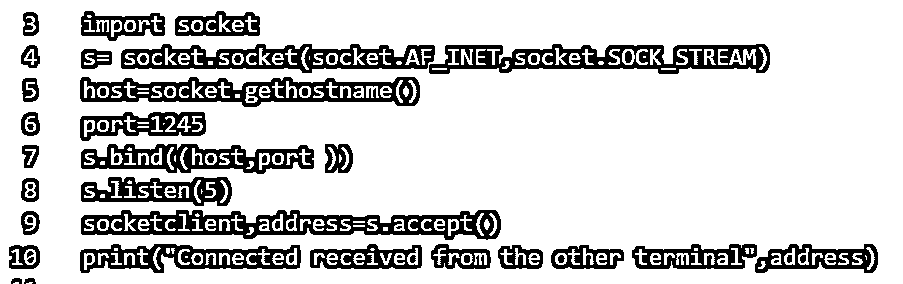 3 import socket
4 s= socket.socket(socket.AF_INET,socket.SOCK_STREAM)
5 host=socket.gethostname()
6 port=1245
7 s.bind((host,port ))
8 s.listen(5)
9 socketclient,address=s.accept()
10 print("Connected received from the other terminal",address)